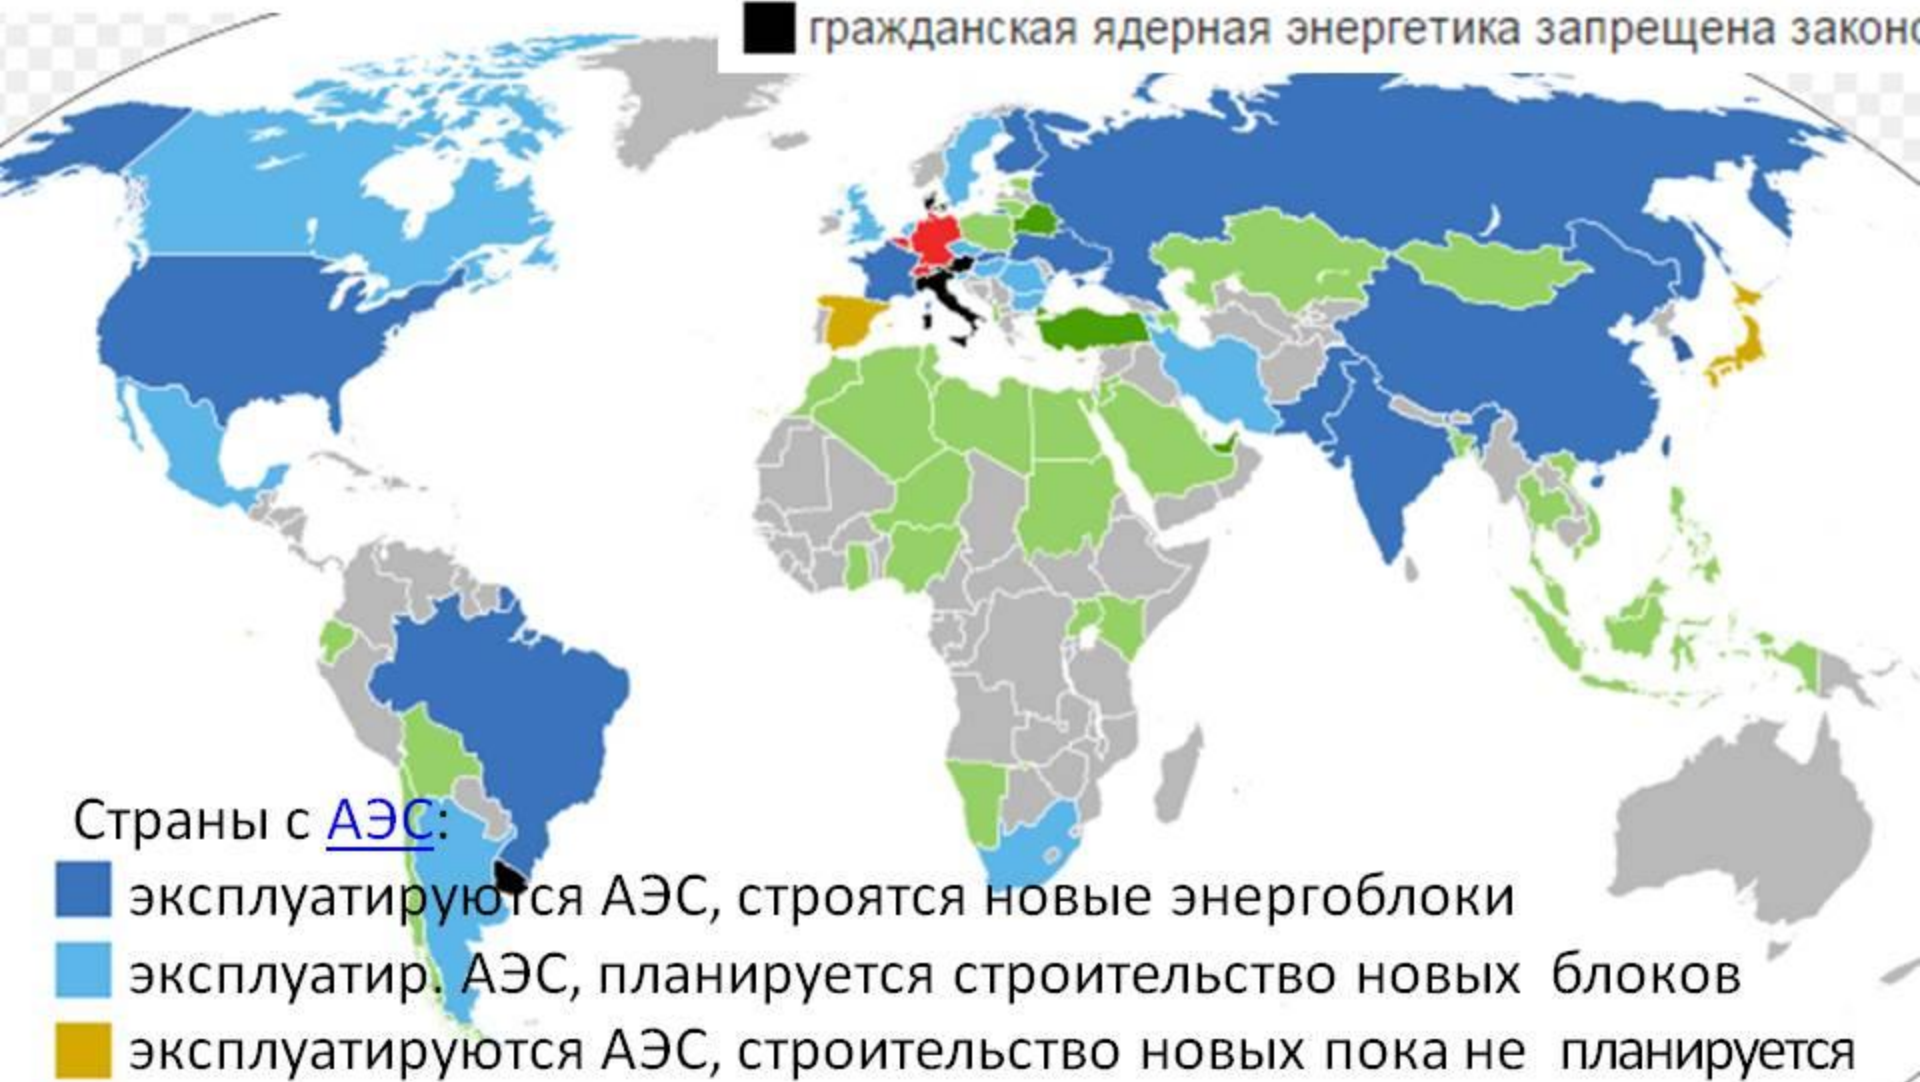 гражданская ядерная энергетика запрещена законо
Страны с АЭС:
эксплуатируются АЭС, строятся новые энергоблоки
эксплуатир. АЭС, планируется строительство новых блоков
эксплуатируются АЭС, строительство новых пока не планируется